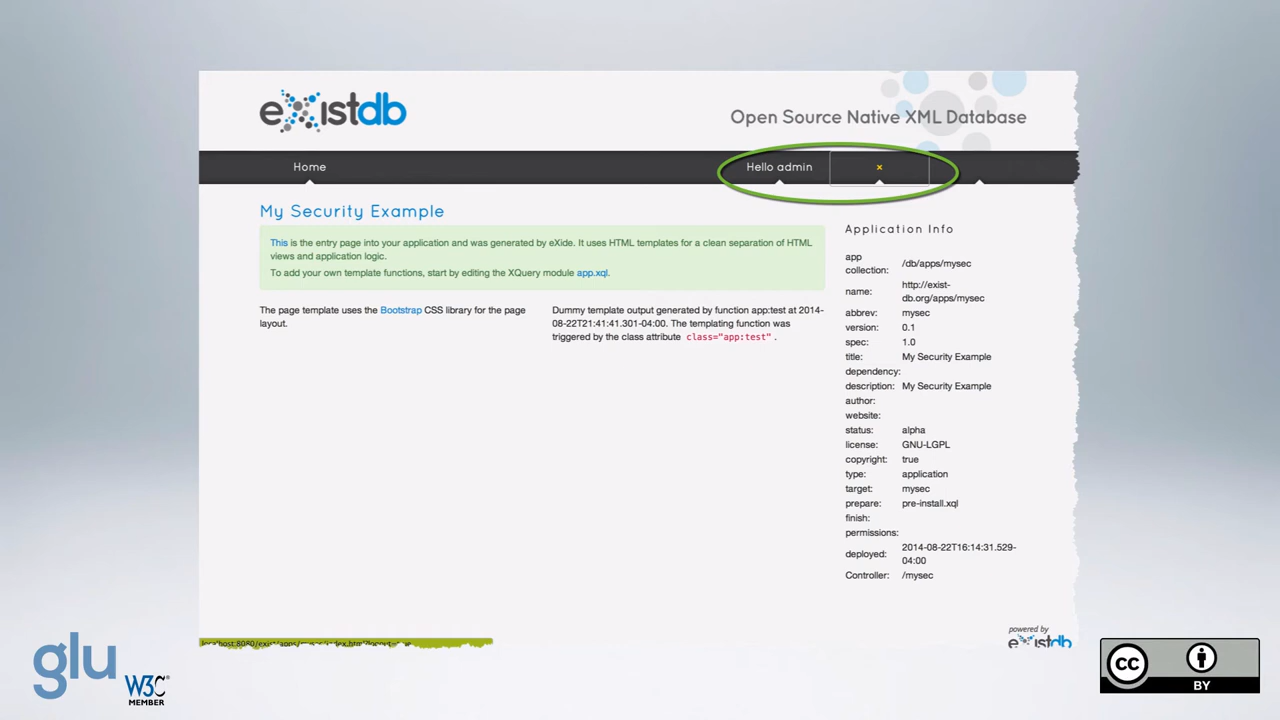 existdb
Open Source Native XML Database
Home
Hello admin
×
My Security Example
This is the entry page into your application and was generated by eXide. It uses HTML templates for a clean separation of HTML
views and application logic.
To add your own template functions, start by editing the XQuery module app.xql.
The page template uses the Bootstrap CSS library for the page
layout.
Dummy template output generated by function app:test at 2014-
08-22T21:41:41.301-04:00. The templating function was
triggered by the class attribute class="app:test" .
Application Info
app
collection: /db/apps/mysec
name: http://exist-
db.org/apps/mysec
abbrev: mysec
version: 0.1
spec: 1.0
title: My Security Example
dependency:
description: My Security Example
author:
website:
status: alpha
license: GNU-LGPL
copyright: true
type: application
target: mysec
prepare: pre-install.xql
finish:
permissions:
deployed: 2014-08-22T16:14:31.529-
04:00
Controller: /mysec
powered by
existdb
glu
W3C
MEMBER
cc
BY